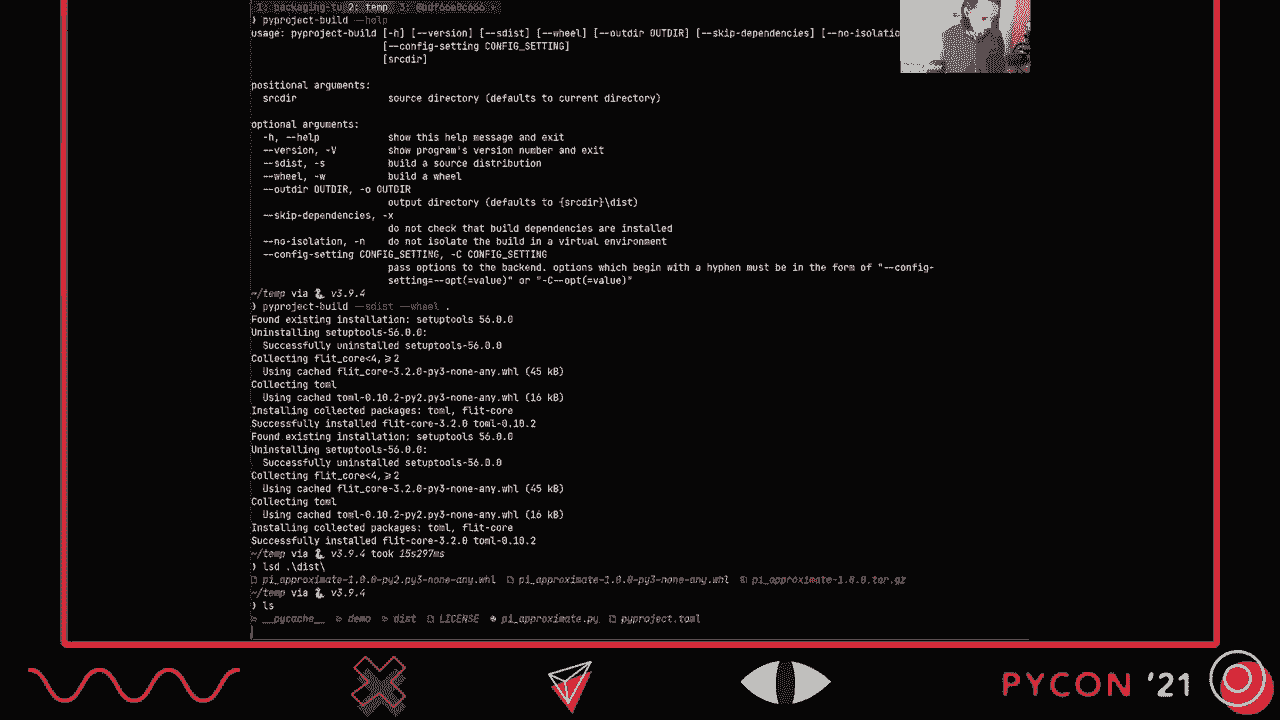 1: packaging-tu 2: temp 3:
❯ pyproject-build --help
usage: pyproject-build [-h] [--version] [--sdist] [--wheel] [--outdir OUTDIR] [--skip-dependencies] [--no-isolatio
[--config-setting CONFIG_SETTING]
[srcdir]
positional arguments:
srcdir source directory (defaults to current directory)
optional arguments:
-h, --help show this help message and exit
--version, -V show program's version number and exit
--sdist, -s build a source distribution
--wheel, -w build a wheel
--outdir OUTDIR, -o OUTDIR
output directory (defaults to {srcdir}\dist)
--skip-dependencies, -x
do not check that build dependencies are installed
--no-isolation, -n do not isolate the build in a virtual environment
--config-setting CONFIG_SETTING, -C CONFIG_SETTING
pass options to the backend. options which begin with a hyphen must be in the form of "--config-
setting=--opt(=value)" or "-C--opt(=value)"
~/temp via 🐍 v3.9.4
❯ pyproject-build --sdist --wheel .
Found existing installation: setuptools 56.0.0
Uninstalling setuptools-56.0.0:
Successfully uninstalled setuptools-56.0.0
Collecting flit_core<4,≥2
Using cached flit_core-3.2.0-py3-none-any.whl (45 kB)
Collecting toml
Using cached toml-0.10.2-py2.py3-none-any.whl (16 kB)
Installing collected packages: toml, flit-core
Successfully installed flit-core-3.2.0 toml-0.10.2
Found existing installation: setuptools 56.0.0
Uninstalling setuptools-56.0.0:
Successfully uninstalled setuptools-56.0.0
Collecting flit_core<4,≥2
Using cached flit_core-3.2.0-py3-none-any.whl (45 kB)
Collecting toml
Using cached toml-0.10.2-py2.py3-none-any.whl (16 kB)
Installing collected packages: toml, flit-core
Successfully installed flit-core-3.2.0 toml-0.10.2
~/temp via 🐍 v3.9.4 took 15s297ms
❯ lsd .\dist\
pi_approximate-1.0.0-py2.py3-none-any.whl pi_approximate-1.0.0-py3-none-any.whl pi_approximate-1.0.0.tar.gz
~/temp via 🐍 v3.9.4
❯ ls
__pycache__ demo dist LICENSE pi_approximate.py pyproject.toml
PYCON '21